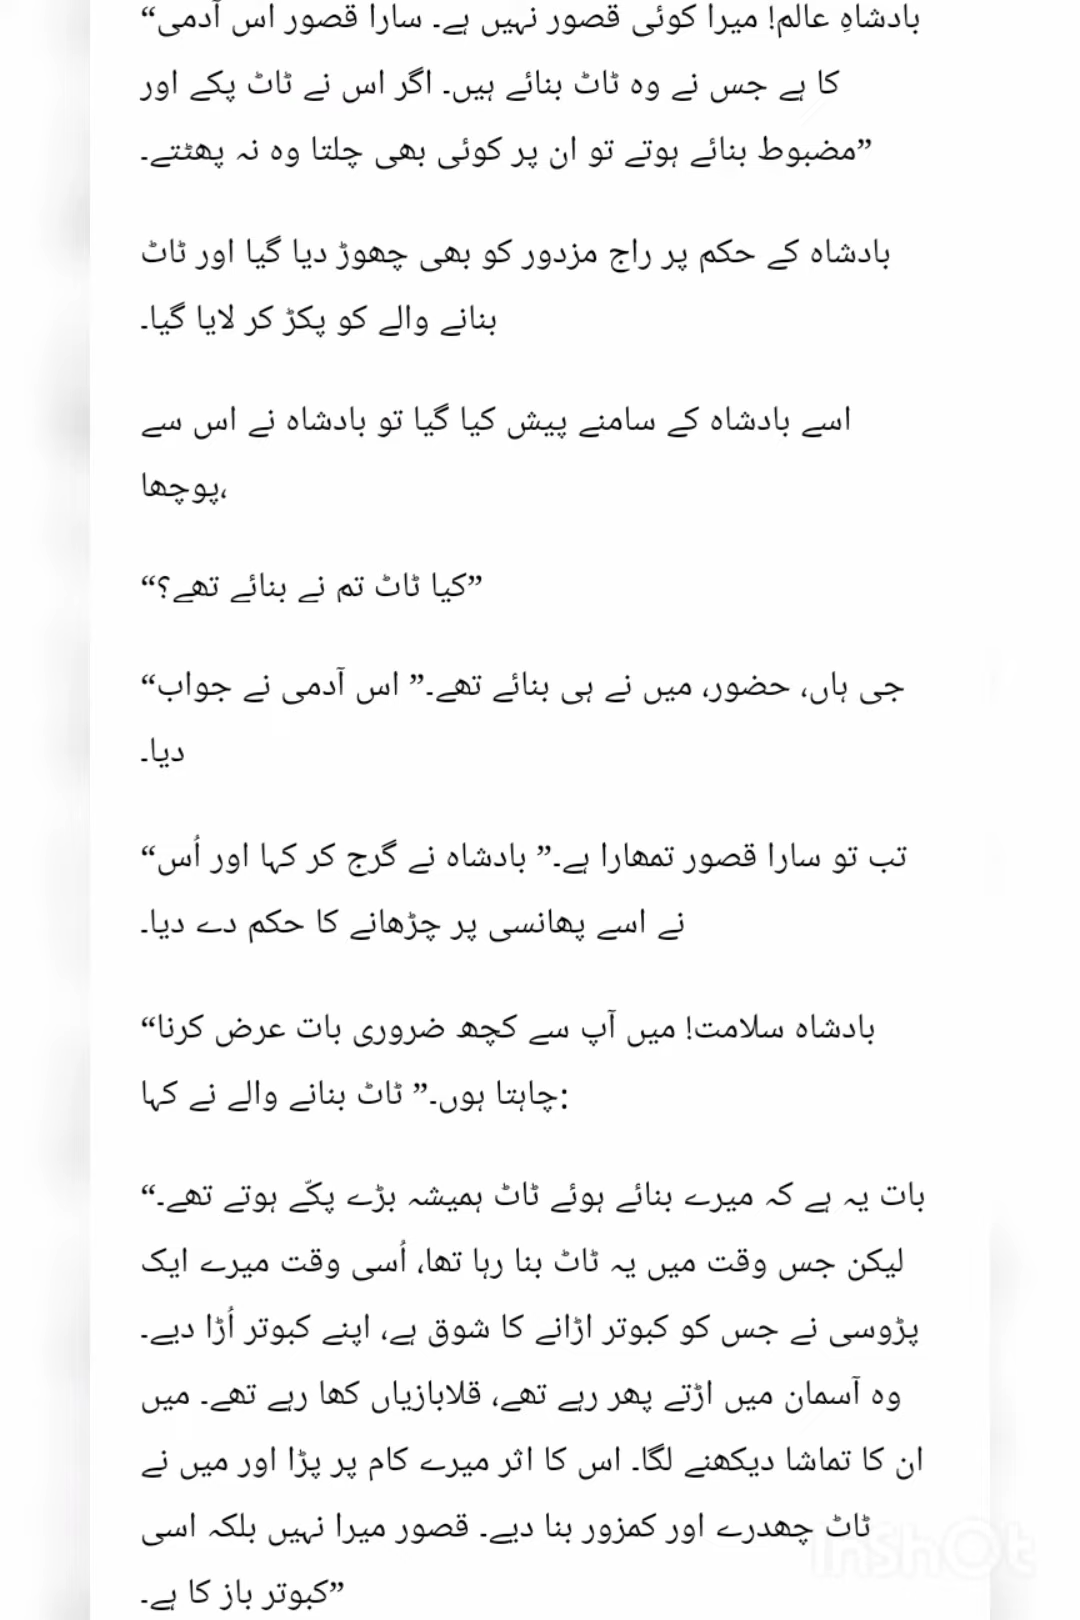 “بادشاہِ عالم! میرا کوئی قصور نہیں ہے۔ سارا قصور اس آدمی
کا ہے جس نے وہ ٹاٹ بنائے ہیں۔ اگر اس نے ٹاٹ پکے اور
مضبوط بنائے ہوتے تو ان پر کوئی بھی چلتا وہ نہ پھٹتے۔”
بادشاہ کے حکم پر راج مزدور کو بھی چھوڑ دیا گیا اور ٹاٹ
بنانے والے کو پکڑ کر لایا گیا۔
اسے بادشاہ کے سامنے پیش کیا گیا تو بادشاہ نے اس سے
پوچھا،
“کیا ٹاٹ تم نے بنائے تھے؟”
“جی ہاں، حضور، میں نے ہی بنائے تھے۔” اس آدمی نے جواب
دیا۔
“تب تو سارا قصور تمھارا ہے۔” بادشاہ نے گرج کر کہا اور اُس
نے اسے پھانسی پر چڑھانے کا حکم دے دیا۔
“بادشاہ سلامت! میں آپ سے کچھ ضروری بات عرض کرنا
چاہتا ہوں۔” ٹاٹ بنانے والے نے کہا:
“بات یہ ہے کہ میرے بنائے ہوئے ٹاٹ ہمیشہ بڑے پکّے ہوتے تھے۔
لیکن جس وقت میں یہ ٹاٹ بنا رہا تھا، اُسی وقت میرے ایک
پڑوسی نے جس کو کبوتر اڑانے کا شوق ہے، اپنے کبوتر اُڑا دیے۔
وہ آسمان میں اڑتے پھر رہے تھے، قلابازیاں کھا رہے تھے۔ میں
ان کا تماشا دیکھنے لگا۔ اس کا اثر میرے کام پر پڑا اور میں نے
ٹاٹ چھدرے اور کمزور بنا دیے۔ قصور میرا نہیں بلکہ اسی
کبوتر باز کا ہے۔”
InShOt